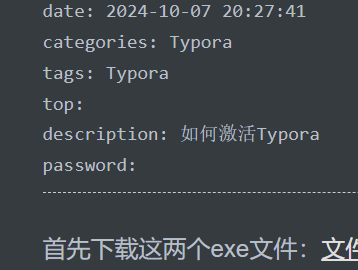 date: 2024-10-07 20:27:41
categories: Typora
tags: Typora
top:
description: 如何激活Typora
password:
首先下载这两个exe文件：文件